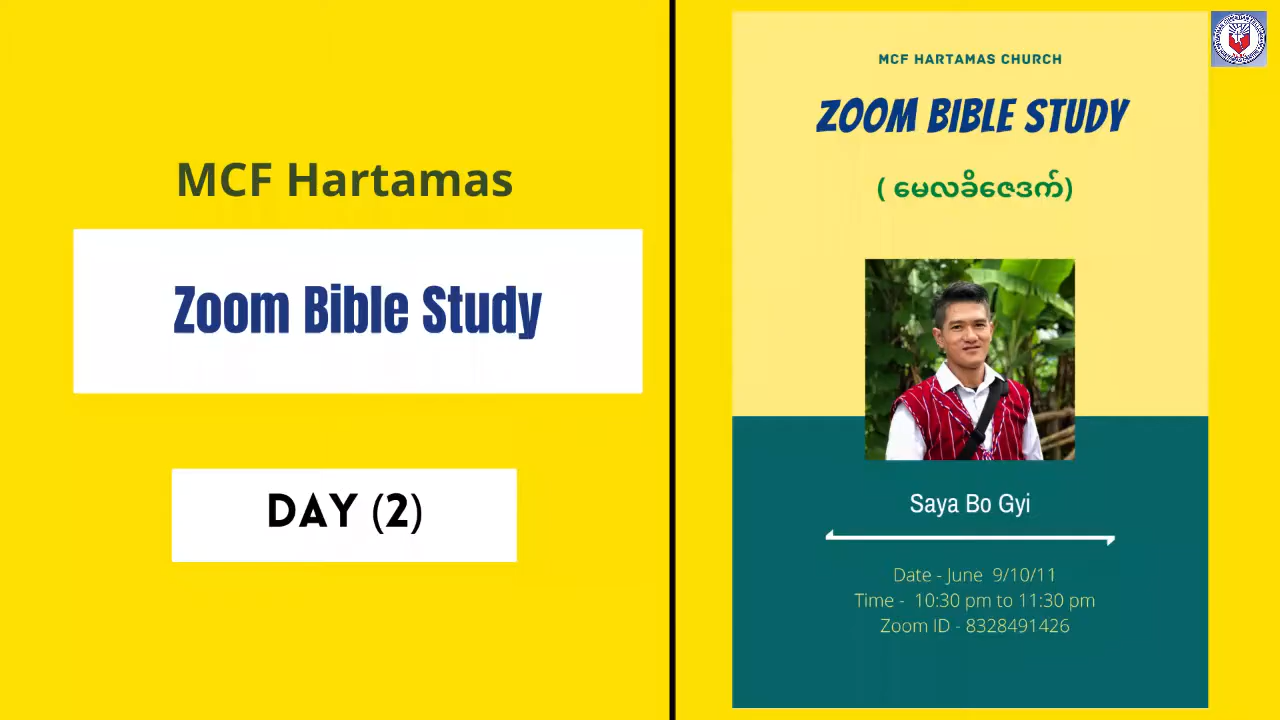 MCF Hartamas
Zoom Bible Study
DAY (2)
MCF HARTAMAS CHURCH
ZOOM BIBLE STUDY
( မေလခိဇေဒက်)
Saya Bo Gyi
Date - June 9/10/11
Time - 10:30 pm to 11:30 pm
Zoom ID - 8328491426